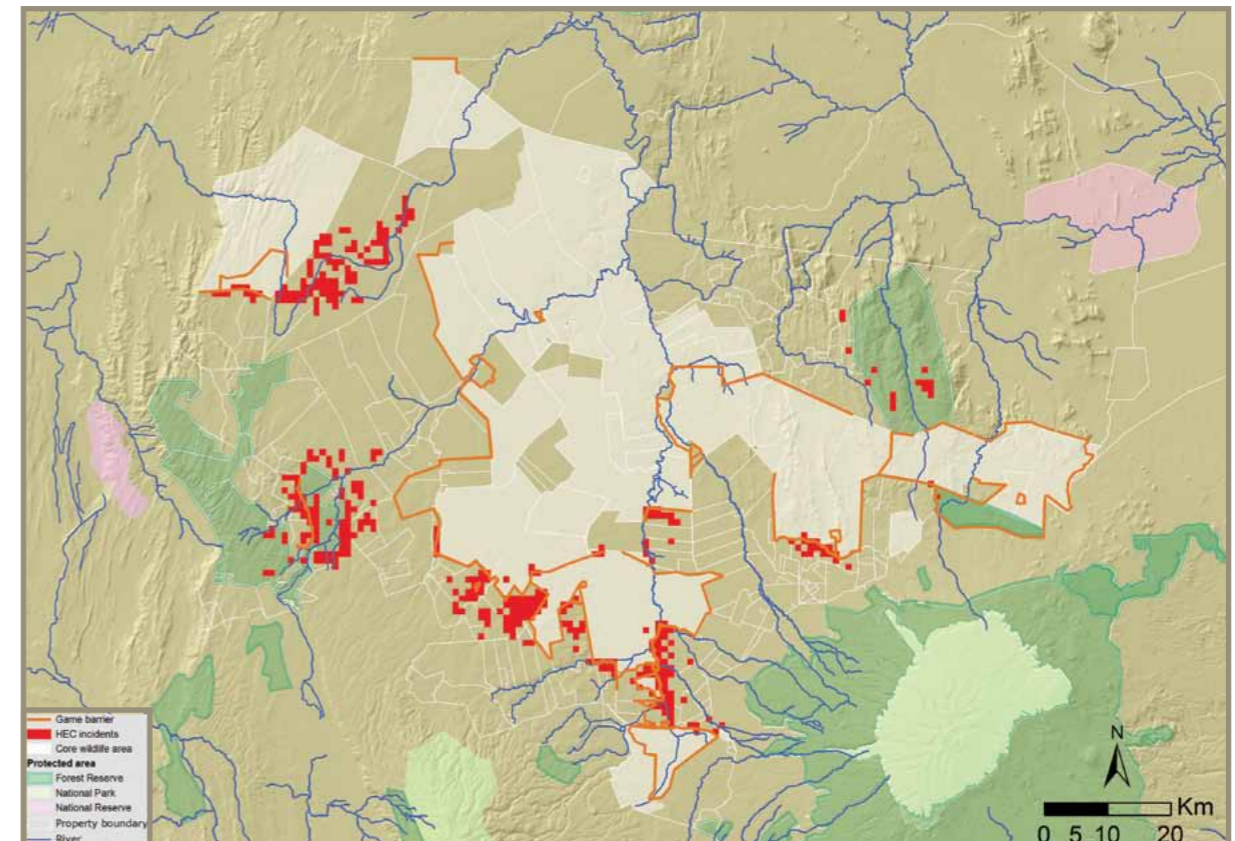 Game barrier
HEC incidents
Core wildlife area
Protected area
Forest Reserve
National Park
National Reserve
Property boundary
River
N
Km
0 5 10 20